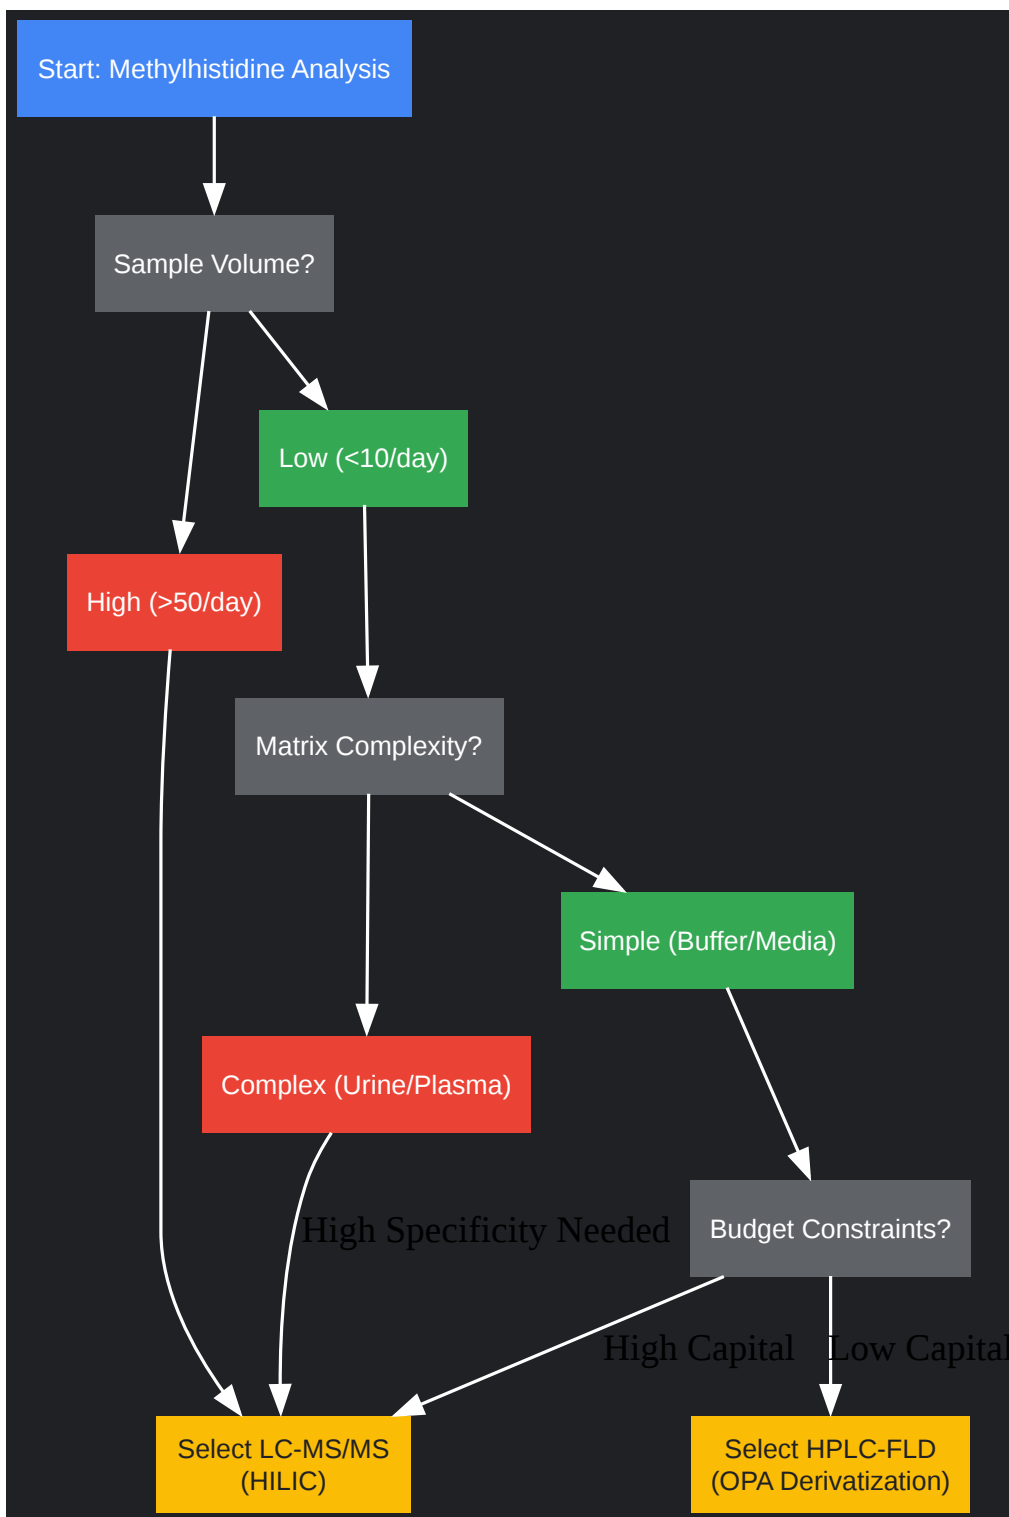 Start: Methylhistidine Analysis
Sample Volume?
Low (<10/day)
High (>50/day)
Matrix Complexity?
Simple (Buffer/Media)
Complex (Urine/Plasma)
High Specificity Needed
Budget Constraints?
High Capital
Low Capital
Select LC-MS/MS
(HILIC)
Select HPLC-FLD
(OPA Derivatization)